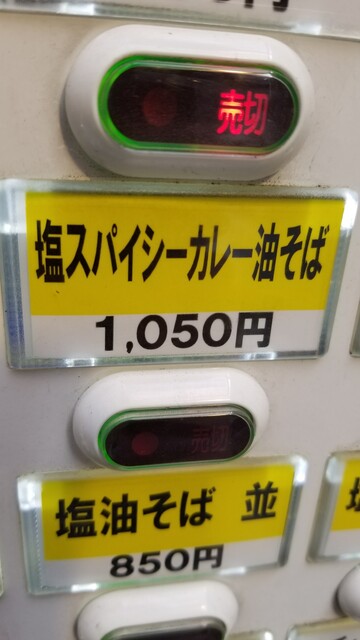 円
売切
塩スパイシーカレー油そば
1,050円
売切
塩油そば 並
850円